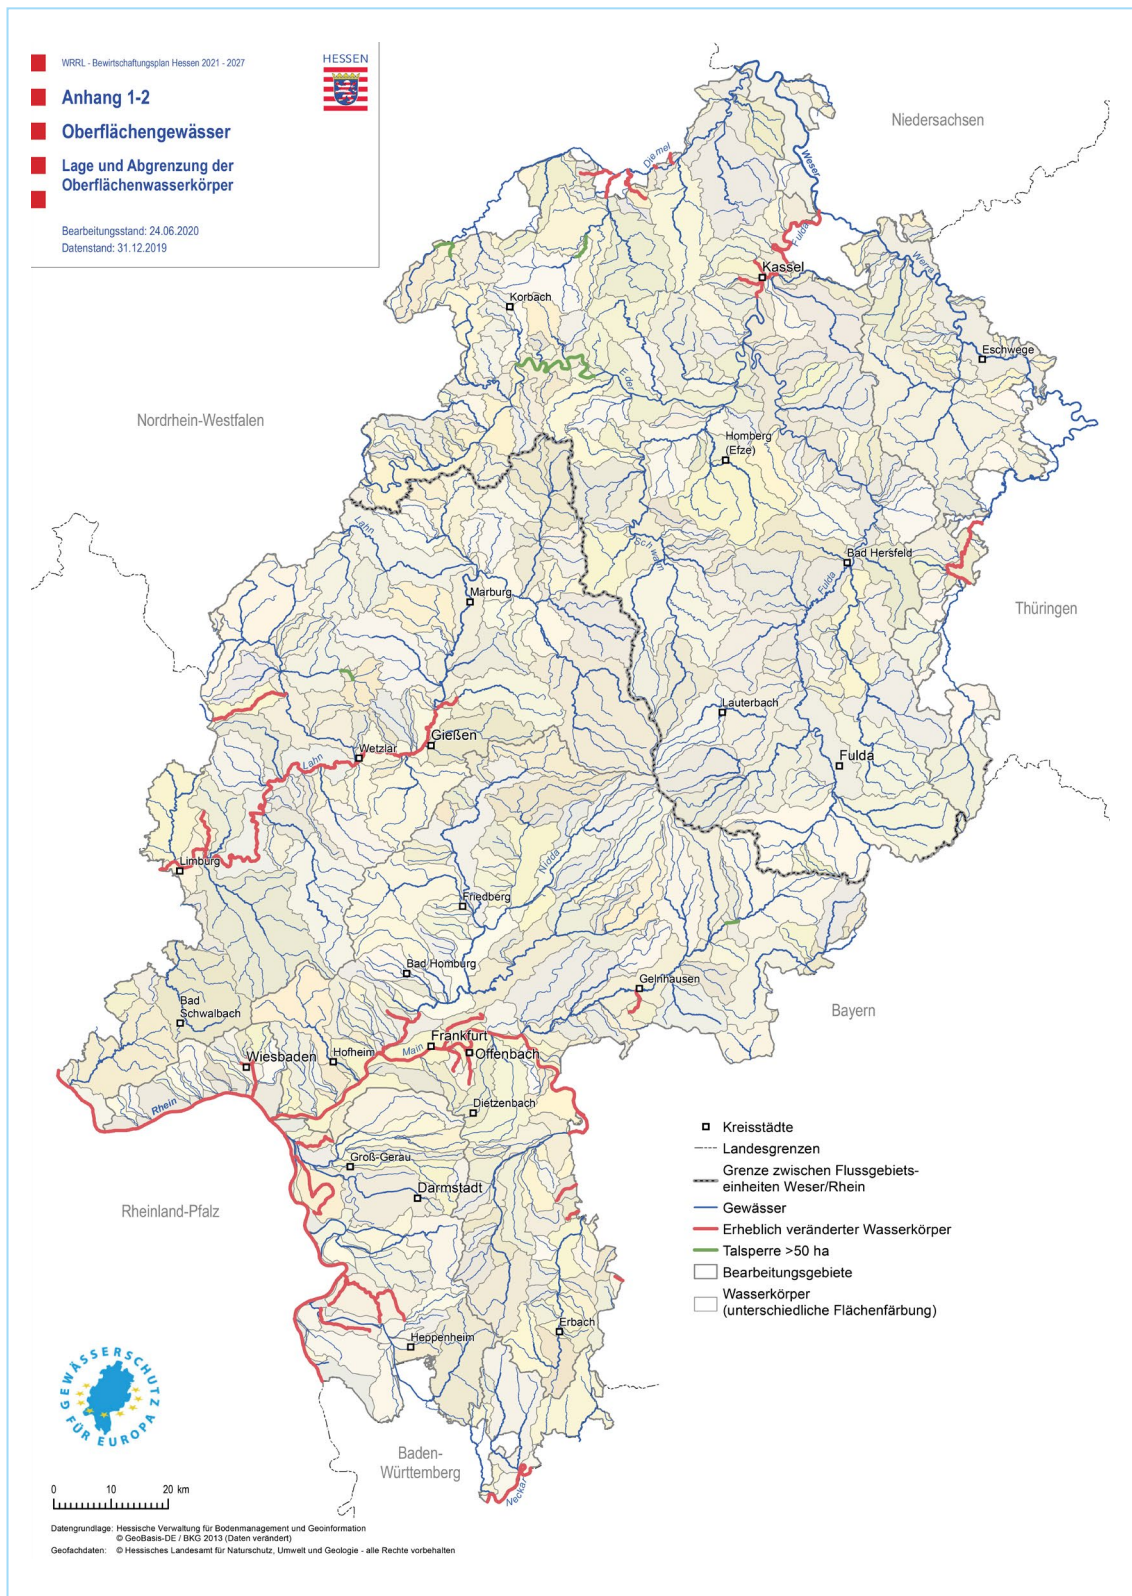 WRRL - Bewirtschaftungsplan Hessen 2021 - 2027
Anhang 1-2
Oberflächengewässer
Lage und Abgrenzung der
Oberflächenwasserkörper
Bearbeitungsstand: 24.06.2020
Datenstand: 31.12.2019
HESSEN
Niedersachsen
Diemel
Weser
Fulda
Kassel
Werra
Korbach
Eschwege
Eder
Nordrhein-Westfalen
Homberg
(Efze)
Lahn
Schwalm
Bad Hersfeld
Fulda
Marburg
Thüringen
Lauterbach
Gießen
Wetzlar
Lahn
Fulda
Limburg
Nidda
Friedberg
Bad Homburg
Gelnhausen
Bad
Schwalbach
Bayern
Frankfurt
Main
Offenbach
Hofheim
Wiesbaden
Rhein
Dietzenbach
Groß-Gerau
Darmstadt
Rheinland-Pfalz
Erbach
Heppenheim
Baden-
Württemberg
Neckar
Kreisstädte
Landesgrenzen
Grenze zwischen Flussgebiets-
einheiten Weser/Rhein
Gewässer
Erheblich veränderter Wasserkörper
Talsperre >50 ha
Bearbeitungsgebiete
Wasserkörper
(unterschiedliche Flächenfärbung)
GEWÄSSERSCHUTZ
FÜR EUROPA
0 10 20 km
Datengrundlage: Hessische Verwaltung für Bodenmanagement und Geoinformation
© GeoBasis-DE / BKG 2013 (Daten verändert)
Geofachdaten: © Hessisches Landesamt für Naturschutz, Umwelt und Geologie - alle Rechte vorbehalten